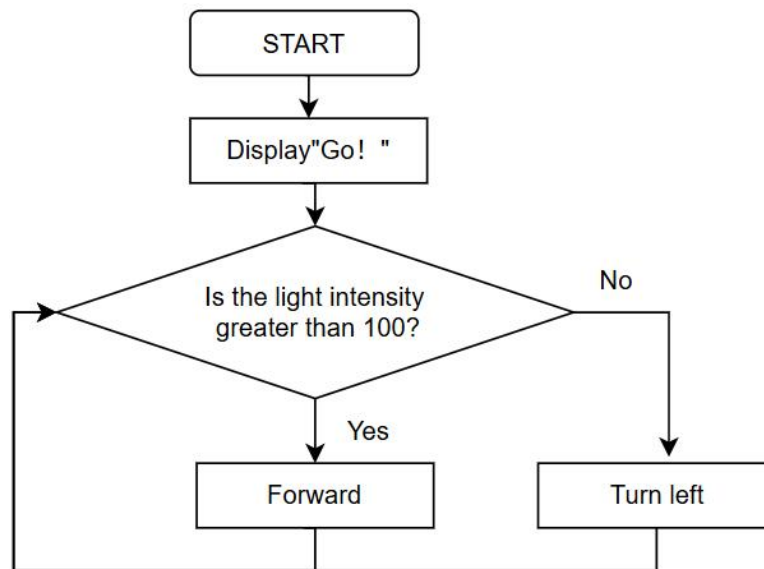 START
Display"Go！ "
Is the light intensity
greater than 100?
No
Yes
Forward
Turn left